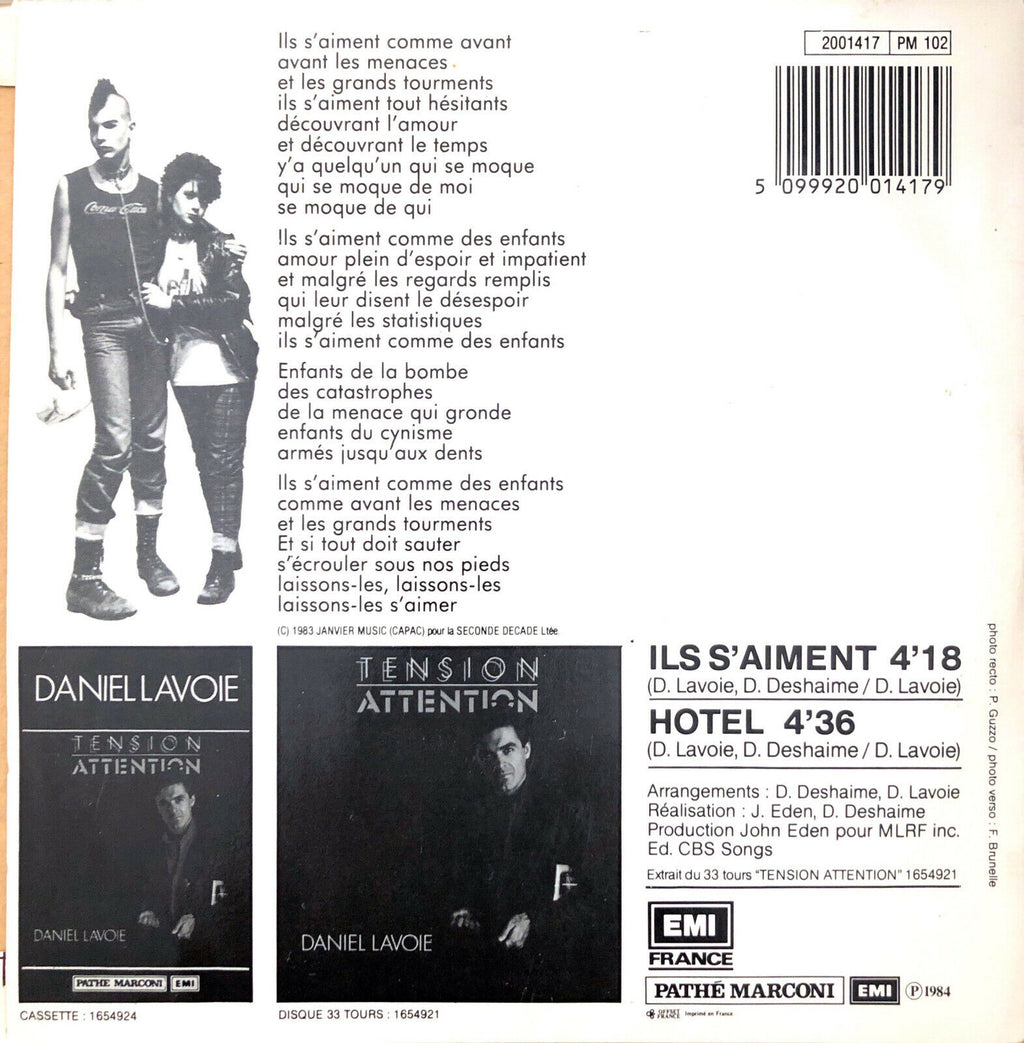 Ils s'aiment comme avant
avant les menaces
et les grands tourments
ils s'aiment tout hésitants
découvrant l'amour
et découvrant le temps
y'a quelqu'un qui se moque
qui se moque de moi
se moque de qui
Ils s'aiment comme des enfants
amour plein d'espoir et impatient
et malgré les regards remplis
qui leur disent le désespoir
malgré les statistiques
ils s'aiment comme des enfants
Enfants de la bombe
des catastrophes
de la menace qui gronde
enfants du cynisme
armés jusqu'aux dents
Ils s'aiment comme des enfants
comme avant les menaces
et les grands tourments
Et si tout doit sauter
s'écrouler sous nos pieds
laissons-les, laissons-les
laissons-les s'aimer
(C) 1983 JANVIER MUSIC (CAPAC) pour la SECONDE DECADE Ltée.
2001417 PM 102
5 099920 014179
DANIEL LAVOIE
TENSION
ATTENTION
DANIEL LAVOIE
PATHÉ MARCONI EMI
CASSETTE : 1654924
TENSION
ATTENTION
DANIEL LAVOIE
DISQUE 33 TOURS : 1654921
ILS S'AIMENT 4'18
(D. Lavoie, D. Deshaime / D. Lavoie)
HOTEL 4'36
(D. Lavoie, D. Deshaime / D. Lavoie)
Arrangements : D. Deshaime, D. Lavoie
Réalisation : J. Eden, D. Deshaime
Production John Eden pour MLRF inc.
Ed. CBS Songs
Extrait du 33 tours "TENSION ATTENTION" 1654921
EMI
FRANCE
PATHÉ MARCONI EMI Ⓟ 1984
OFFSET
FRANCE Imprimé en France
photo recto : P. Guzzo / photo verso : F. Brunelle